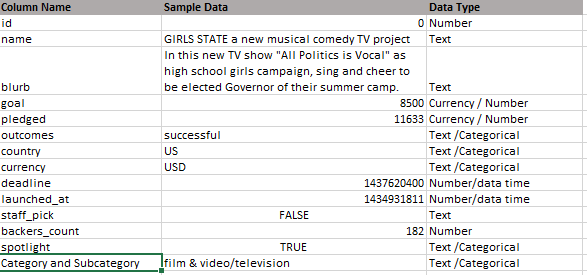 Column Name Sample Data Data Type
id 0 Number
name GIRLS STATE a new musical comedy TV project Text
In this new TV show "All Politics is Vocal" as
high school girls campaign, sing and cheer to
blurb be elected Governor of their summer camp. Text
goal 8500 Currency / Number
pledged 11633 Currency / Number
outcomes successful Text /Categorical
country US Text /Categorical
currency USD Text /Categorical
deadline 1437620400 Number/data time
launched_at 1434931811 Number/data time
staff_pick FALSE Text
backers_count 182 Number
spotlight TRUE Text /Categorical
Category and Subcategory film & video/television Text /Categorical